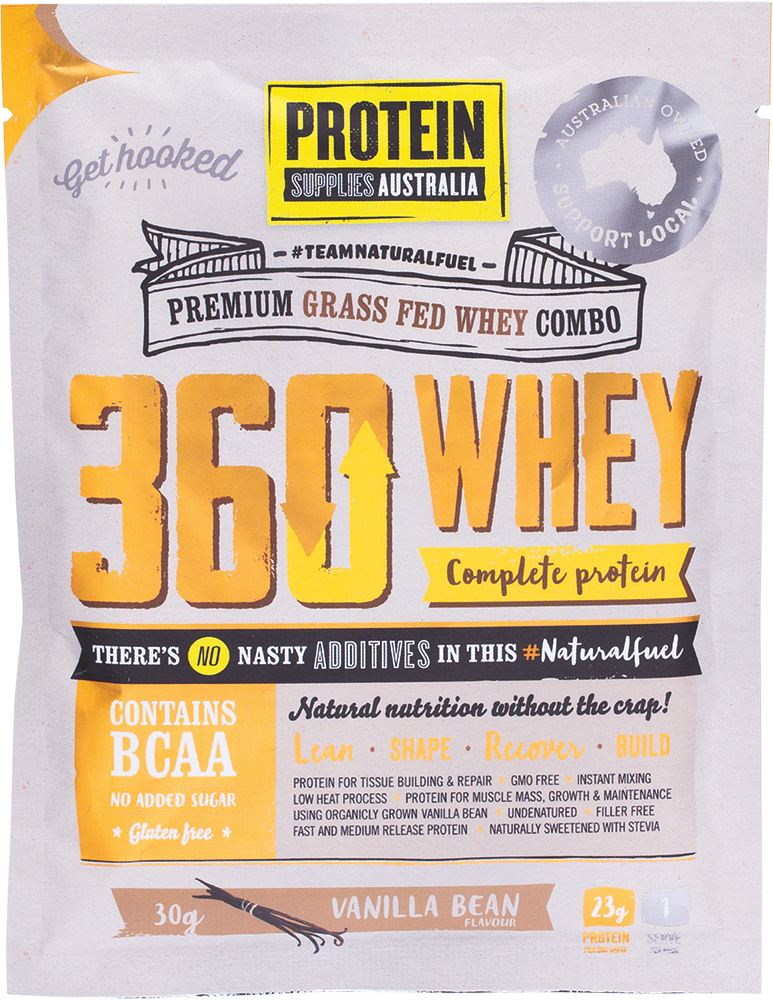 Get hooked
PROTEIN
SUPPLIES AUSTRALIA
AUSTRALIAN OWNED
SUPPORT LOCAL
- #TEAMNATURALFUEL -
PREMIUM GRASS FED WHEY COMBO
360 WHEY
Complete protein
THERE'S NO NASTY ADDITIVES IN THIS #Naturalfuel
CONTAINS
BCAA
NO ADDED SUGAR
* Gluten free *
Natural nutrition without the crap!
Lean • SHAPE • Recover • BUILD
PROTEIN FOR TISSUE BUILDING & REPAIR GMO FREE INSTANT MIXING
LOW HEAT PROCESS PROTEIN FOR MUSCLE MASS, GROWTH & MAINTENANCE
USING ORGANICLY GROWN VANILLA BEAN UNDENATURED FILLER FREE
FAST AND MEDIUM RELEASE PROTEIN NATURALLY SWEETENED WITH STEVIA
30g
VANILLA BEAN
FLAVOUR
23g
PROTEIN
1
SERVE